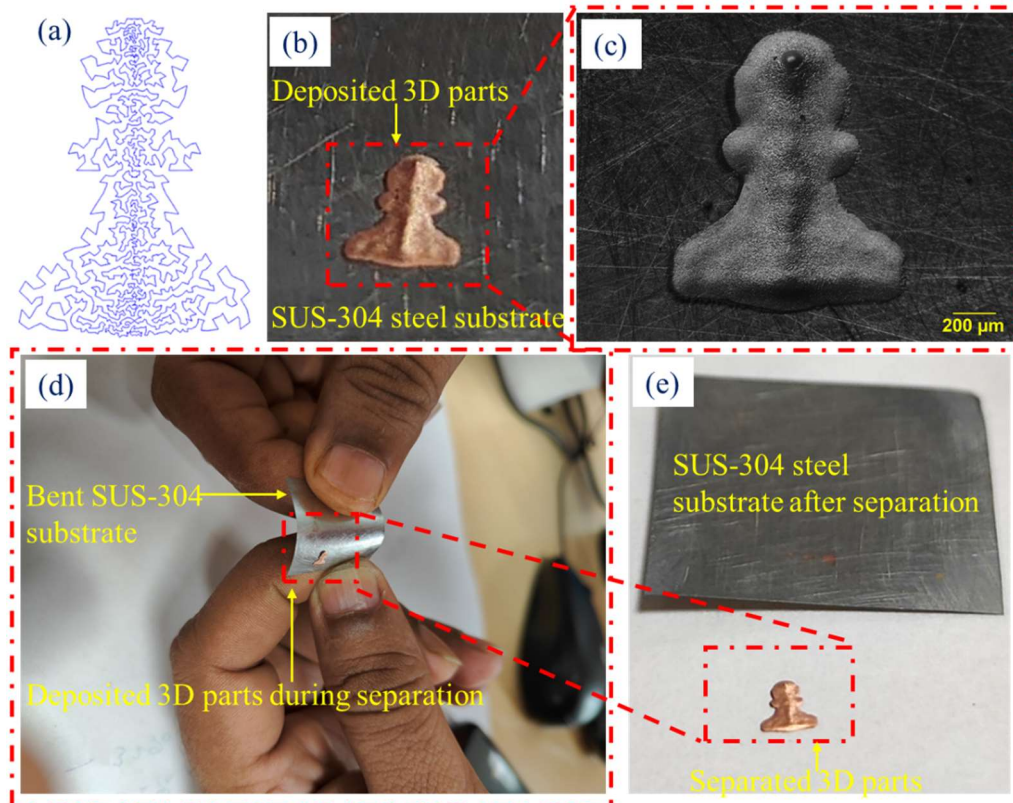 (a)
(b)
Deposited 3D parts
SUS-304 steel substrate
(c)
200 µm
(d)
Bent SUS-304
substrate
Deposited 3D parts during separation
(e)
SUS-304 steel
substrate after separation
Separated 3D parts